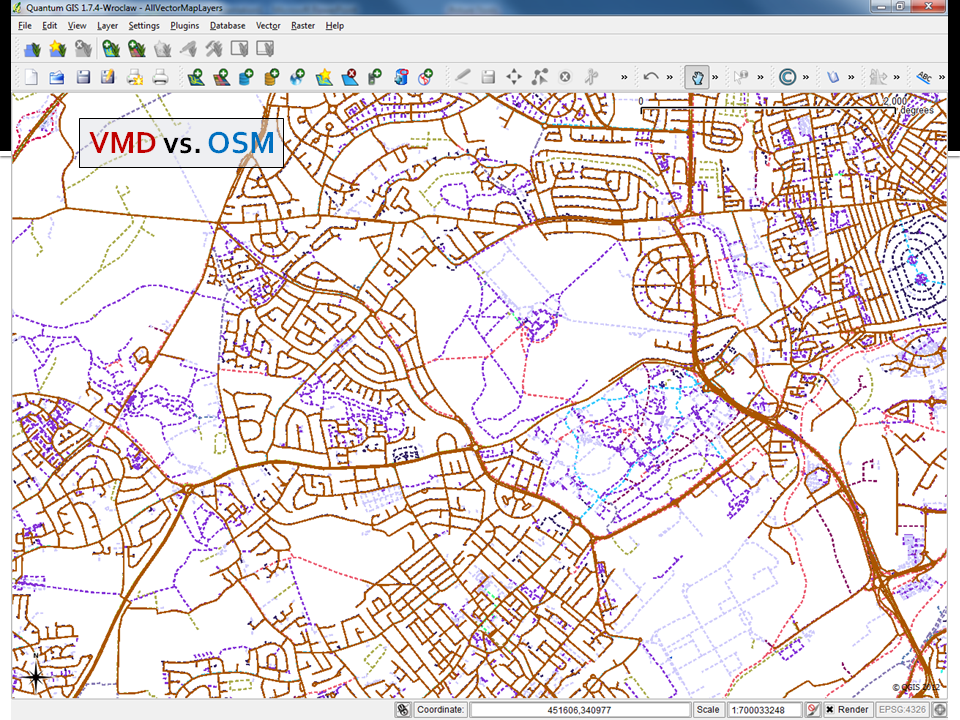 Quantum GIS 1.7.4-Wroclaw - AllVectorMapLayers
File Edit View Layer Settings Plugins Database Vector Raster Help
ABC
0 2,000
degrees
VMD vs. OSM
N
© QGIS 2012
Coordinate: 451606,340977 Scale 1:700033248 Render EPSG:4326